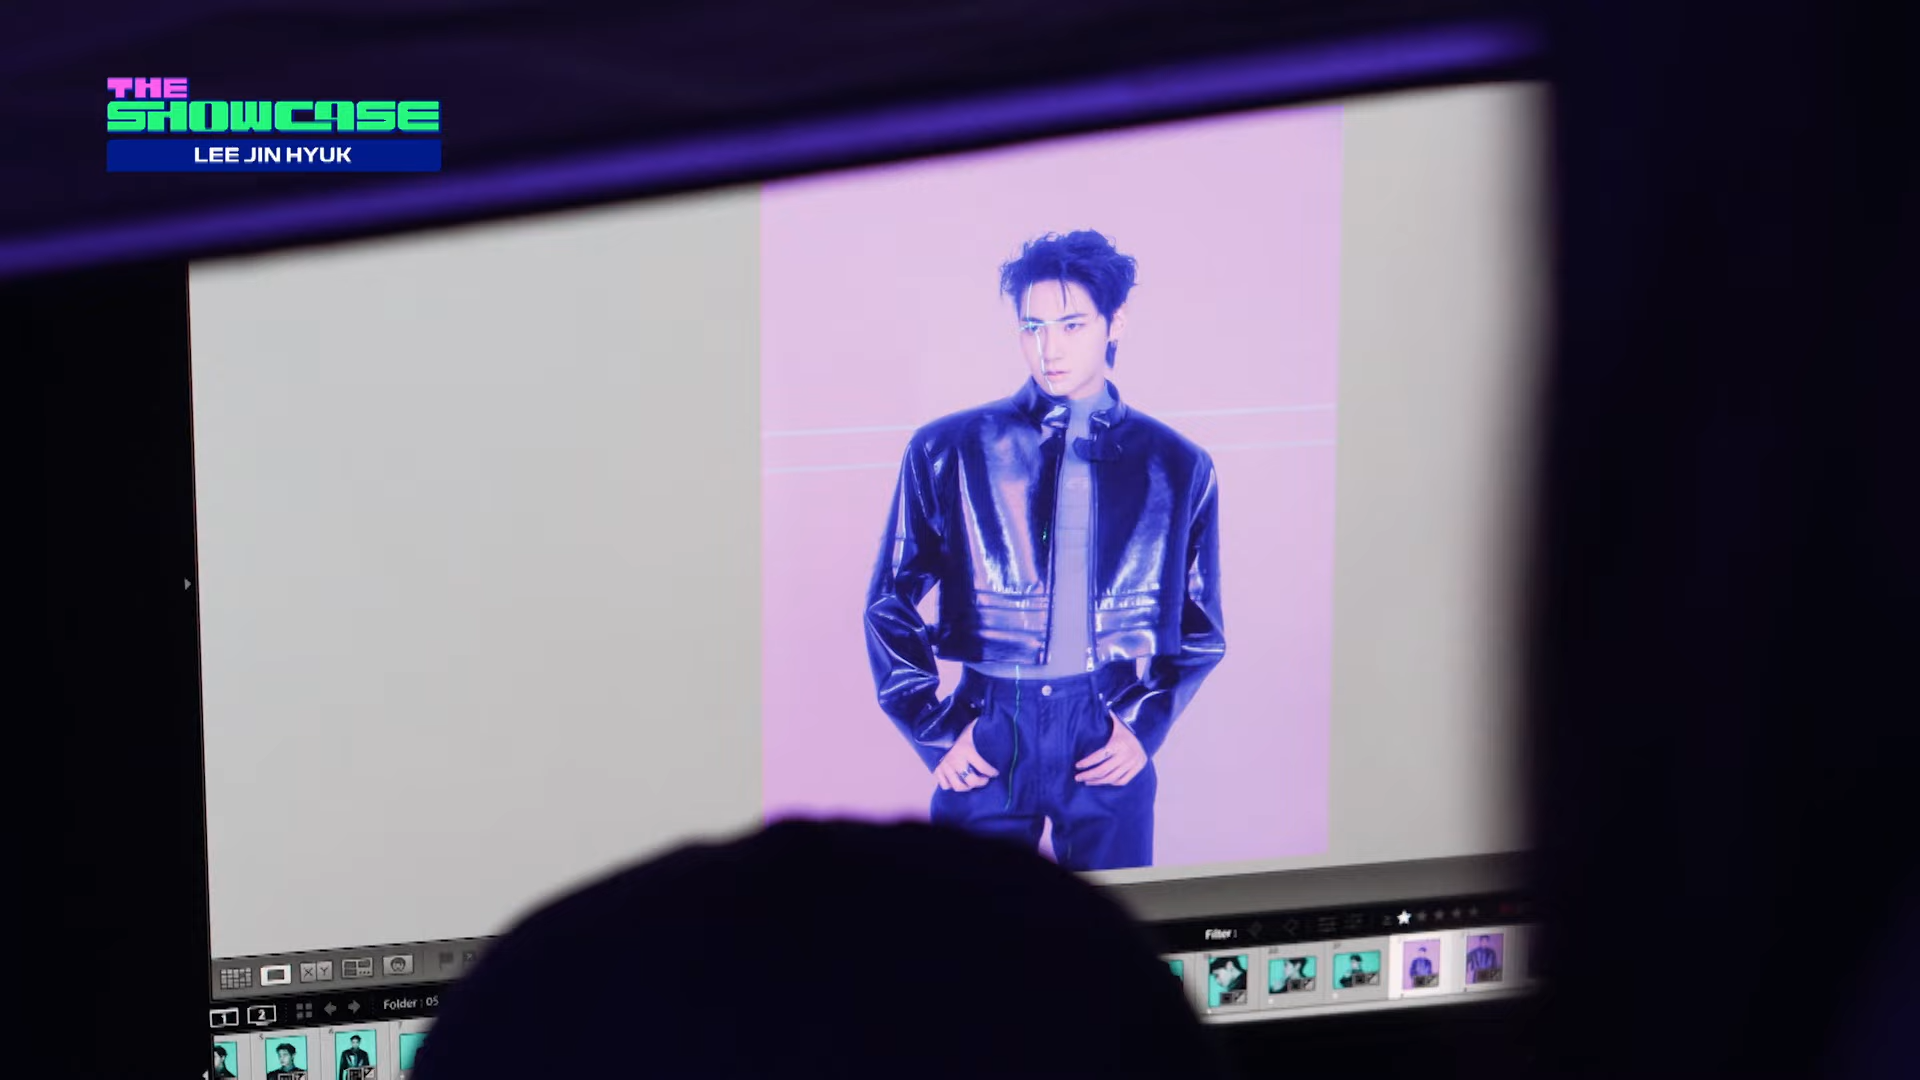 THE
SHOWCASE
LEE JIN HYUK
Filter :
X Y
1 2
Folder : 05